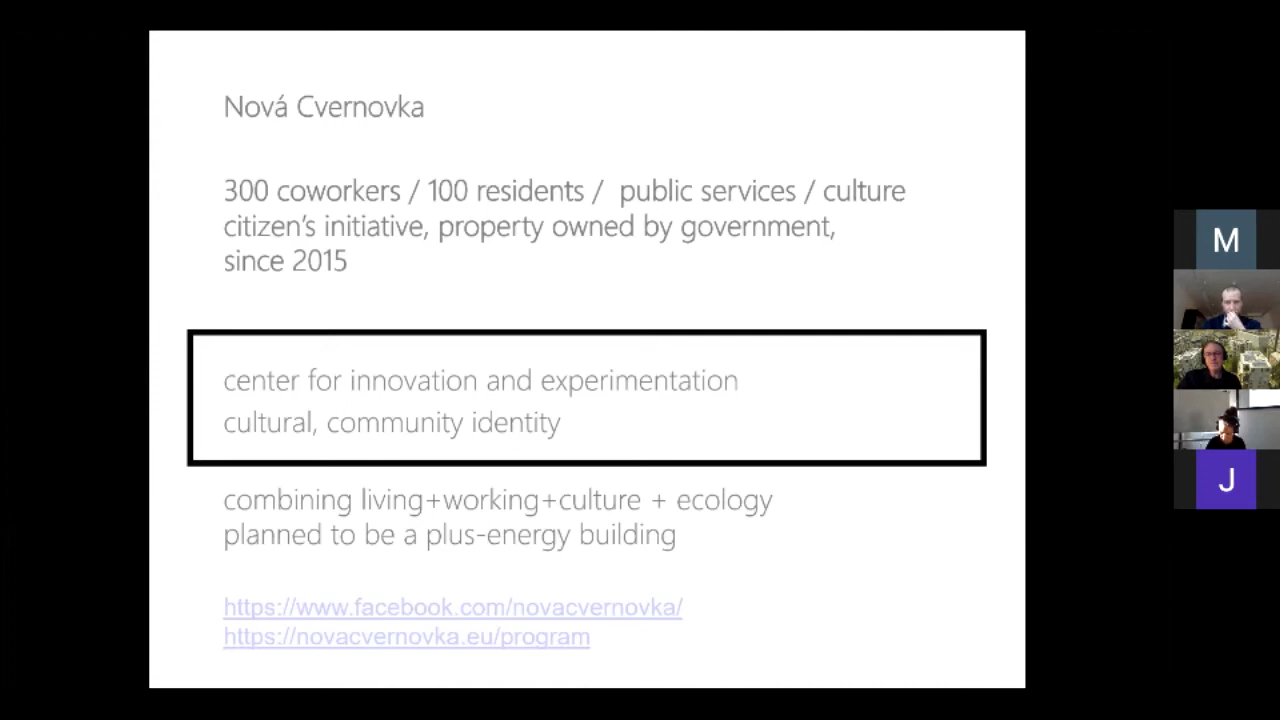 Nová Cvernovka
300 coworkers / 100 residents / public services / culture
citizen's initiative, property owned by government,
since 2015
center for innovation and experimentation
cultural, community identity
combining living+working+culture + ecology
planned to be a plus-energy building
https://www.facebook.com/novacvernovka/
https://novacvernovka.eu/program
M
J